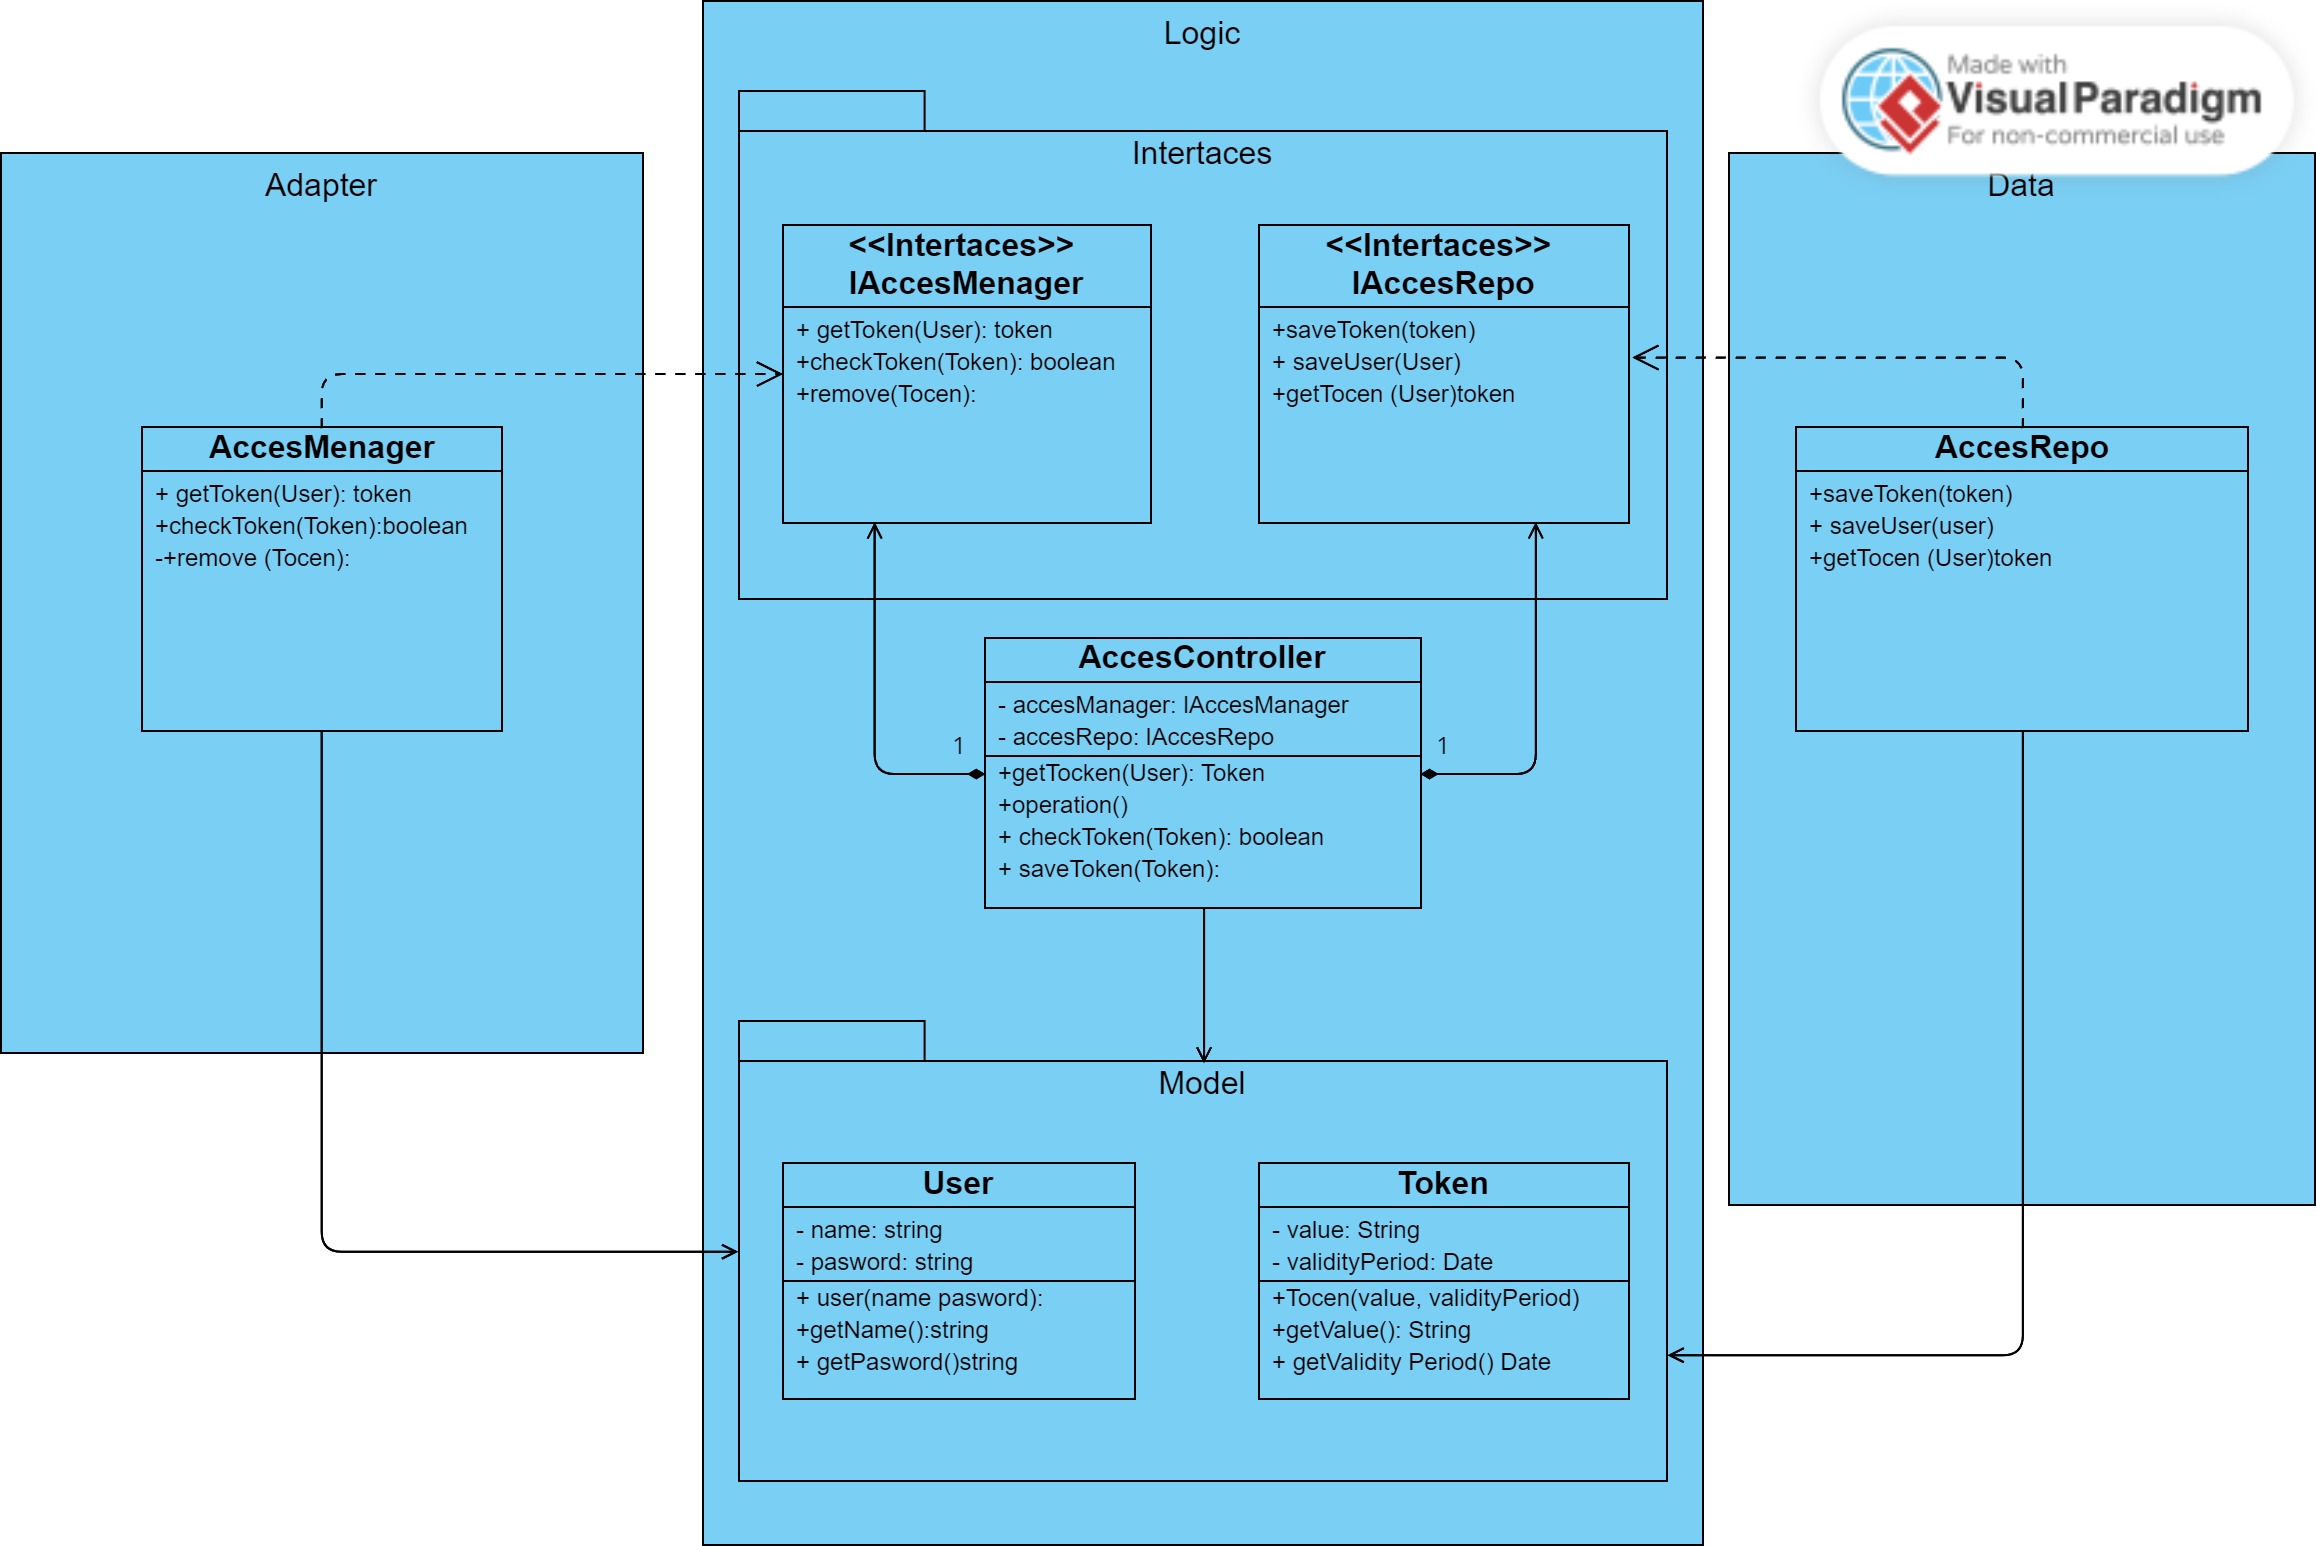 Logic
Made with
Visual Paradigm
For non-commercial use
Adapter
Intertaces
Data
<<Intertaces>>
IAccesMenager
+ getToken(User): token
+checkToken(Token): boolean
+remove(Tocen):
<<Intertaces>>
IAccesRepo
+saveToken(token)
+ saveUser(User)
+getTocen (User)token
AccesMenager
+ getToken(User): token
+checkToken(Token):boolean
-+remove (Tocen):
AccesRepo
+saveToken(token)
+ saveUser(user)
+getTocen (User)token
AccesController
- accesManager: IAccesManager
- accesRepo: IAccesRepo
1
1
+getTocken(User): Token
+operation()
+ checkToken(Token): boolean
+ saveToken(Token):
Model
User
- name: string
- pasword: string
+ user(name pasword):
+getName():string
+ getPasword()string
Token
- value: String
- validityPeriod: Date
+Tocen(value, validityPeriod)
+getValue(): String
+ getValidity Period() Date